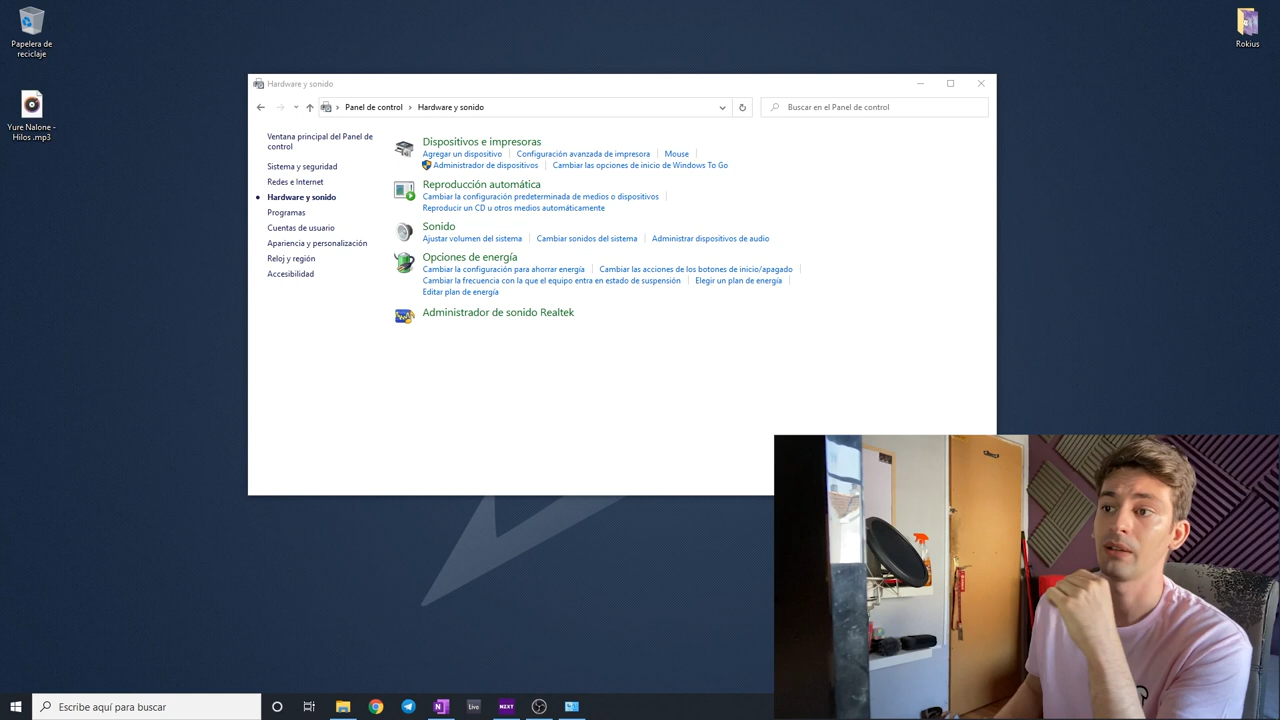 Papelera de
reciclaje
Yure Nalone -
Hilos .mp3
Rokius
Hardware y sonido
Panel de control > Hardware y sonido
Buscar en el Panel de control
Ventana principal del Panel de
control
Sistema y seguridad
Redes e Internet
Hardware y sonido
Programas
Cuentas de usuario
Apariencia y personalización
Reloj y región
Accesibilidad
Dispositivos e impresoras
Agregar un dispositivo | Configuración avanzada de impresora | Mouse |
Administrador de dispositivos | Cambiar las opciones de inicio de Windows To Go
Reproducción automática
Cambiar la configuración predeterminada de medios o dispositivos |
Reproducir un CD u otros medios automáticamente
Sonido
Ajustar volumen del sistema | Cambiar sonidos del sistema | Administrar dispositivos de audio
Opciones de energía
Cambiar la configuración para ahorrar energía | Cambiar las acciones de los botones de inicio/apagado |
Cambiar la frecuencia con la que el equipo entra en estado de suspensión | Elegir un plan de energía |
Editar plan de energía
Administrador de sonido Realtek
Escribe aquí para buscar
N
Live
NZXT